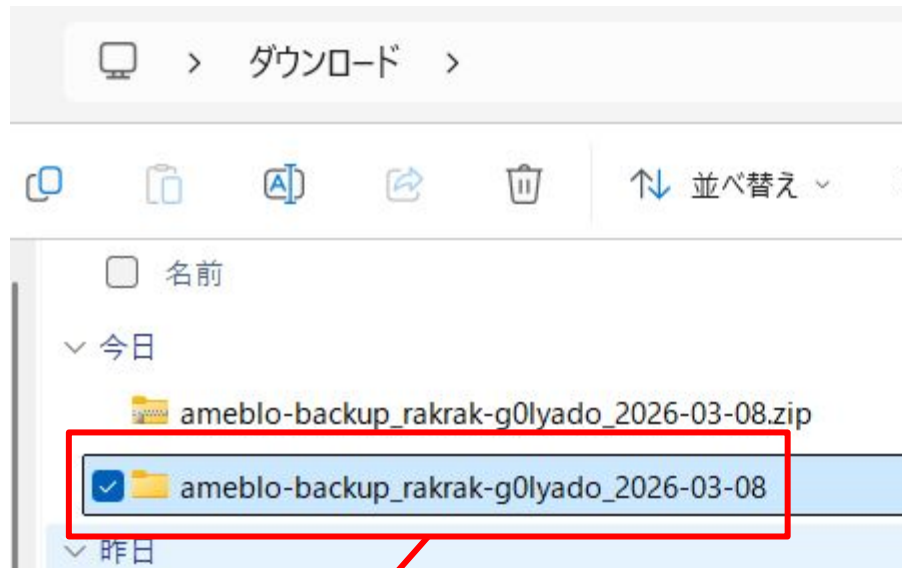 ダウンロード
並べ替え
名前
今日
ameblo-backup_rakrak-g0lyado_2026-03-08.zip
ameblo-backup_rakrak-g0lyado_2026-03-08
昨日